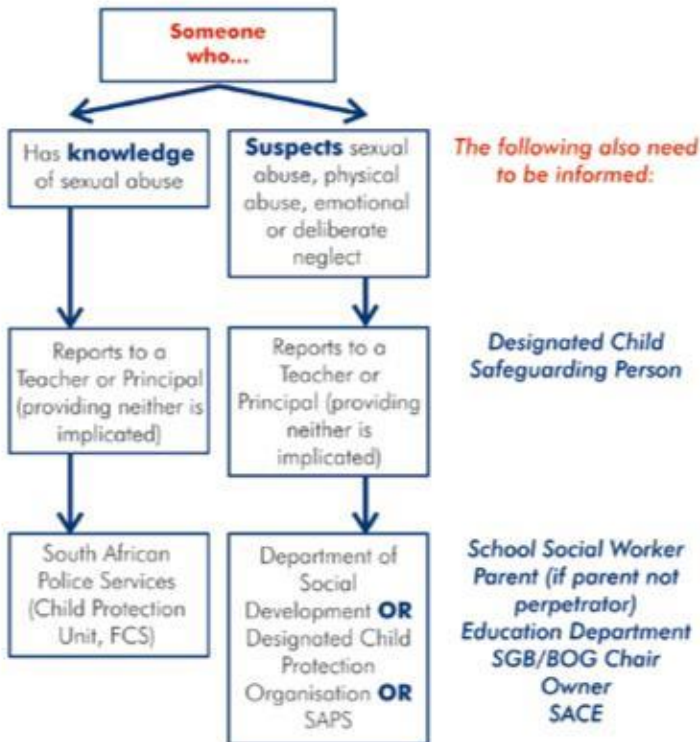 Someone
who...
Has knowledge
of sexual abuse
Suspects sexual
abuse, physical
abuse, emotional
or deliberate
neglect
The following also need
to be informed:
Reports to a
Teacher or Principal
(providing neither is
implicated)
Reports to a
Teacher or
Principal (providing
neither is
implicated)
Designated Child
Safeguarding Person
South African
Police Services
(Child Protection
Unit, FCS)
Department of
Social
Development OR
Designated Child
Protection
Organisation OR
SAPS
School Social Worker
Parent (if parent not
perpetrator)
Education Department
SGB/BOG Chair
Owner
SACE